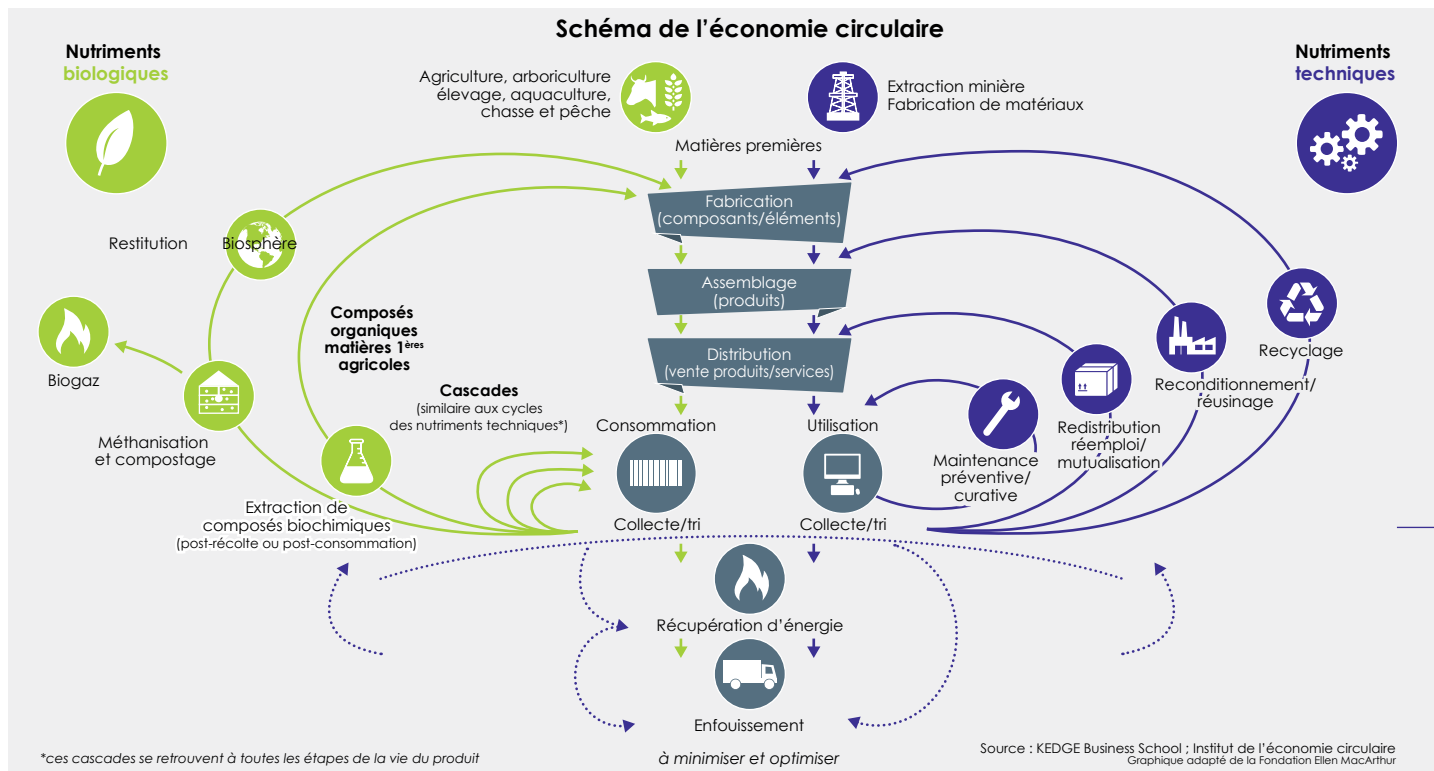 Schéma de l’économie circulaire
Nutriments
biologiques
Agriculture, arboriculture
élevage, aquaculture,
chasse et pêche
Extraction minière
Fabrication de matériaux
Nutriments
techniques
Matières premières
Fabrication
(composants/éléments)
Restitution
Biosphère
Assemblage
(produits)
Composés
organiques
matières 1ères
agricoles
Biogaz
Distribution
(vente produits/services)
Recyclage
Reconditionnement/
réusinage
Cascades
(similaire aux cycles
des nutriments techniques*)
Consommation
Utilisation
Redistribution
réemploi/
mutualisation
Méthanisation
et compostage
Maintenance
préventive/
curative
Extraction de
composés biochimiques
(post-récolte ou post-consommation)
Collecte/tri
Collecte/tri
Récupération d’énergie
Enfouissement
*ces cascades se retrouvent à toutes les étapes de la vie du produit
à minimiser et optimiser
Source : KEDGE Business School ; Institut de l’économie circulaire
Graphique adapté de la Fondation Ellen MacArthur